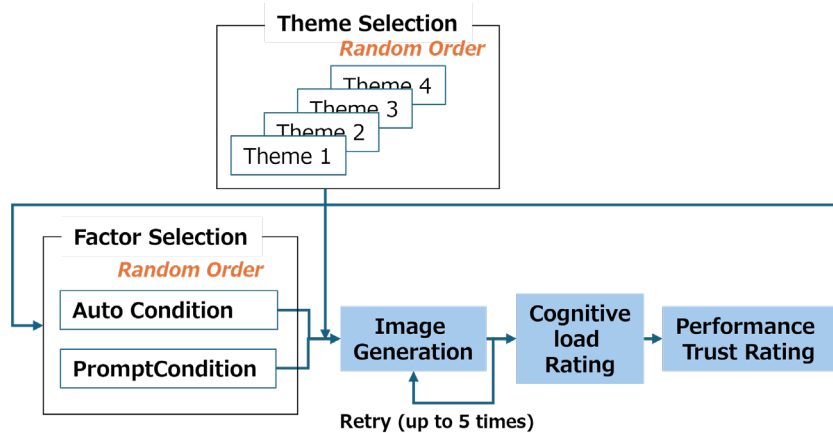 Theme Selection
Random Order
Theme 4
Theme 3
Theme 2
Theme 1
Factor Selection
Random Order
Auto Condition
PromptCondition
Image
Generation
Retry (up to 5 times)
Cognitive
load
Rating
Performance
Trust Rating